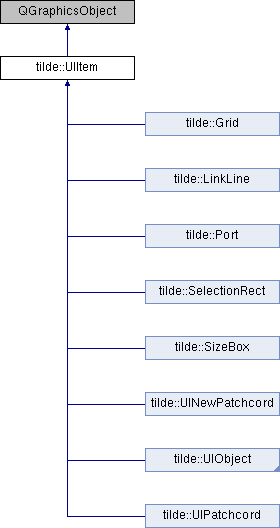 QGraphicsObject
tilde::UIItem
tilde::Grid
tilde::LinkLine
tilde::Port
tilde::SelectionRect
tilde::SizeBox
tilde::UINewPatchcord
tilde::UIObject
tilde::UIPatchcord